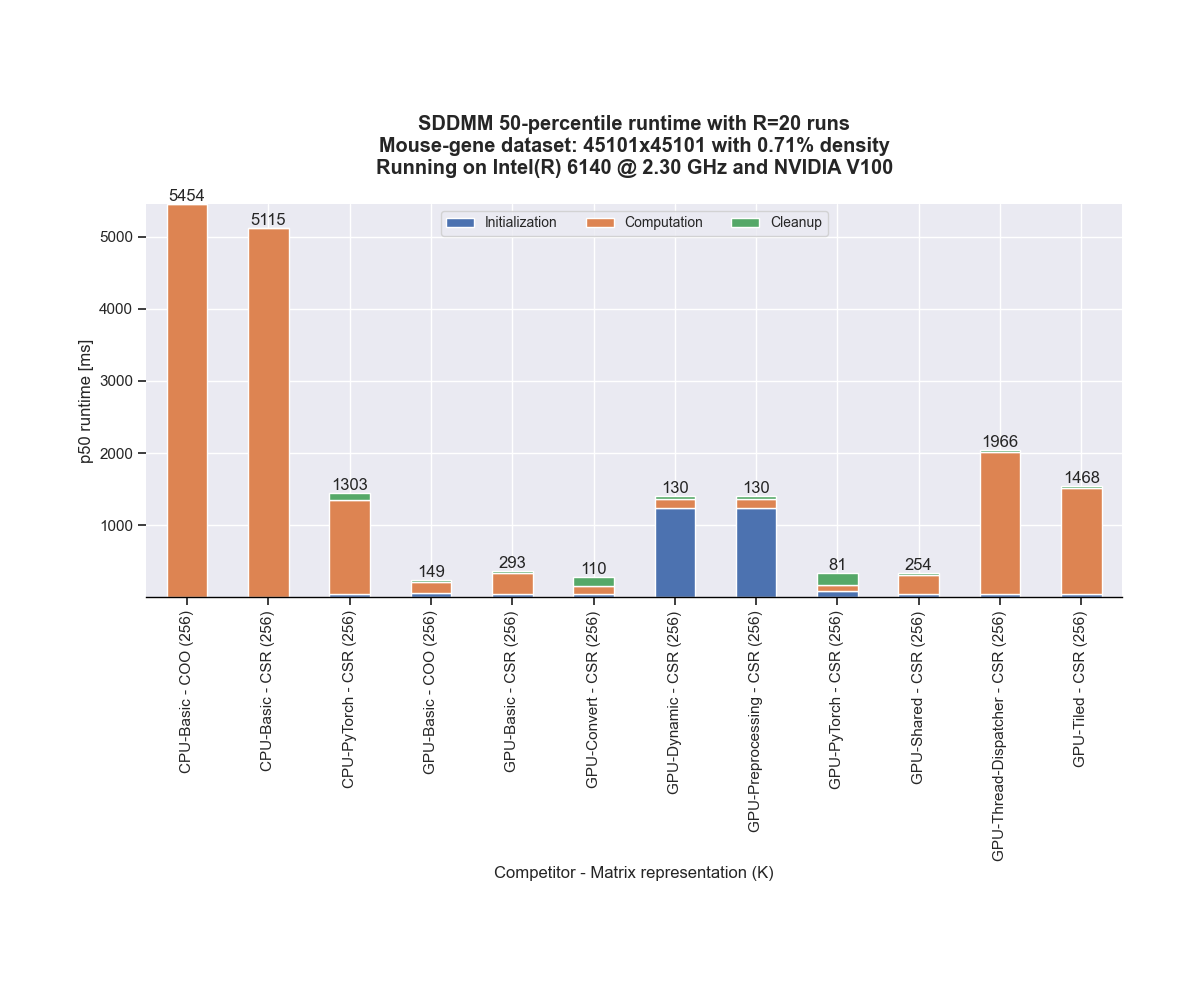 SDDMM 50-percentile runtime with R=20 runs
Mouse-gene dataset: 45101x45101 with 0.71% density
Running on Intel(R) 6140 @ 2.30 GHz and NVIDIA V100
Initialization
Computation
Cleanup
p50 runtime [ms]
5000
4000
3000
2000
1000
5454
5115
1303
149
293
110
130
130
81
254
1966
1468
CPU-Basic - COO (256)
CPU-Basic - CSR (256)
CPU-PyTorch - CSR (256)
GPU-Basic - COO (256)
GPU-Basic - CSR (256)
GPU-Convert - CSR (256)
GPU-Dynamic - CSR (256)
GPU-Preprocessing - CSR (256)
GPU-PyTorch - CSR (256)
GPU-Shared - CSR (256)
GPU-Thread-Dispatcher - CSR (256)
GPU-Tiled - CSR (256)
Competitor - Matrix representation (K)